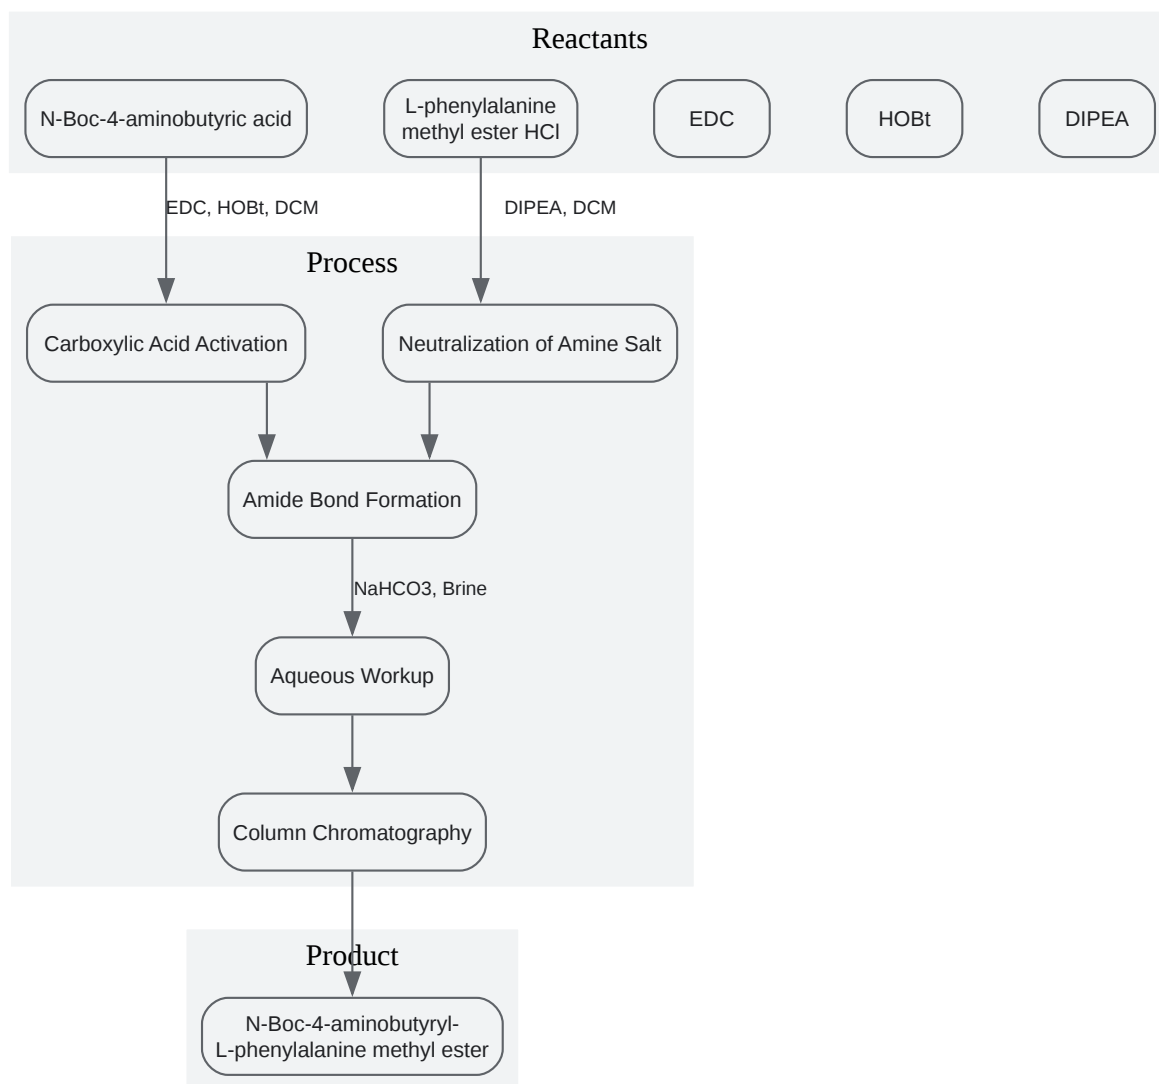 Reactants
N-Boc-4-aminobutyric acid
L-phenylalanine
methyl ester HCl
EDC
HOBt
DIPEA
EDC, HOBt, DCM
DIPEA, DCM
Process
Carboxylic Acid Activation
Neutralization of Amine Salt
Amide Bond Formation
NaHCO3, Brine
Aqueous Workup
Column Chromatography
Product
N-Boc-4-aminobutyryl-
L-phenylalanine methyl ester